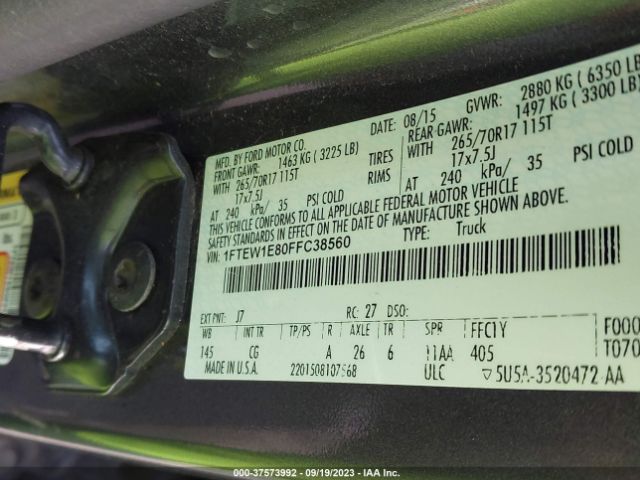 MFD. BY FORD MOTOR CO.
DATE: 08/15 GVWR: 2880 KG ( 6350 LB
FRONT GAWR: 1463 KG ( 3225 LB) REAR GAWR: 1497 KG ( 3300 LB)
WITH 265/70R17 115T TIRES WITH 265/70R17 115T
17x7.5J RIMS 17x7.5J
AT 240 kPa/ 35 PSI COLD AT 240 kPa/ 35 PSI COLD
THIS VEHICLE CONFORMS TO ALL APPLICABLE FEDERAL MOTOR VEHICLE
SAFETY STANDARDS IN EFFECT ON THE DATE OF MANUFACTURE SHOWN ABOVE.
VIN: 1FTEW1E80FFC38560 TYPE: Truck
EXT PNT: J7 RC: 27 DSO:
WB INT TR TP/PS R AXLE TR SPR FFC1Y F000
145 CG A 26 6 11AA 405 T070
MADE IN U.S.A. 2201508107568 ULC 5U5A-3520472 AA
000-37573992 - 09/19/2023 - IAA Inc.